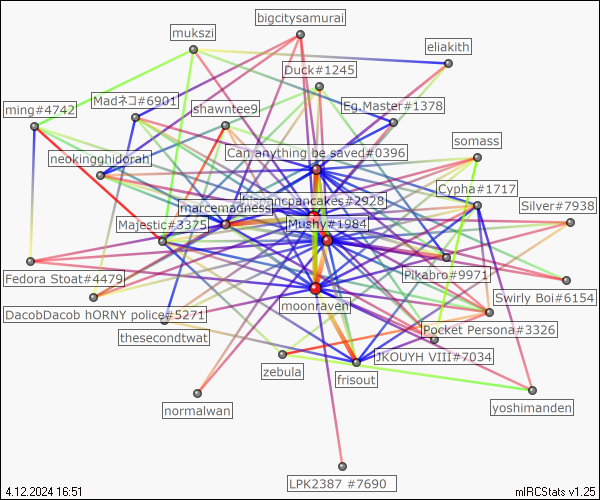 bigcitysamurai
mukszi
eliakith
Duck#1245
Madネコ#6901
ming#4742
shawntee9
Eg.Master#1378
somass
neokingghidorah
Can anything be saved#0396
Cypha#1717
hispanicpancakes#2928
Silver#7938
marcemadness
Majestic#3375
Mushy#1984
Fedora Stoat#4479
Pikabro#9971
Swirly Boi#6154
moonraven
DacobDacob hORNY police#5271
Pocket Persona#3326
thesecondtwat
JKOUYH VIII#7034
zebula
frisout
normalwan
yoshimanden
LPK2387 #7690
4.12.2024 16:51
mIRCStats v1.25